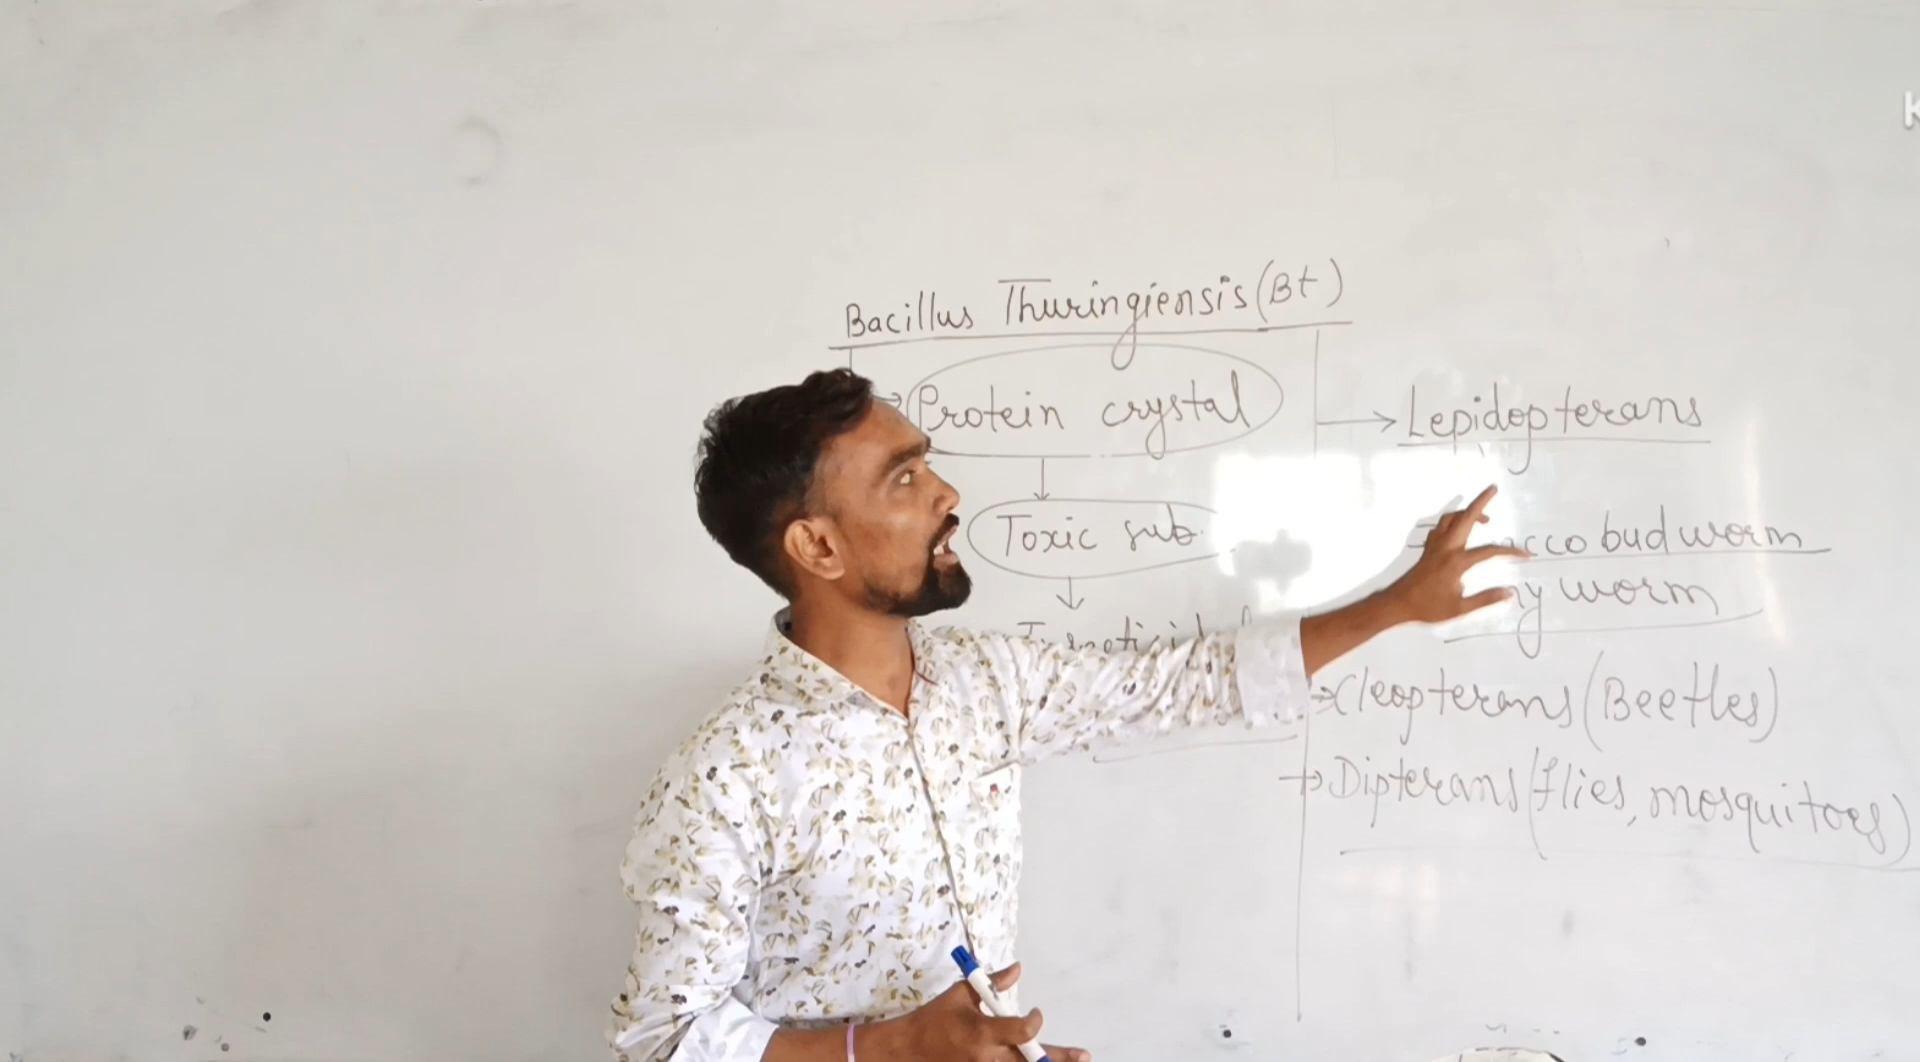 Bacillus Thuringiensis (Bt)
Protein crystal
Toxic sub.
→ Lepidopterans
bud worm
worm
→ Cleopterans (Beetles)
→ Dipterans (flies, mosquitoes)
K